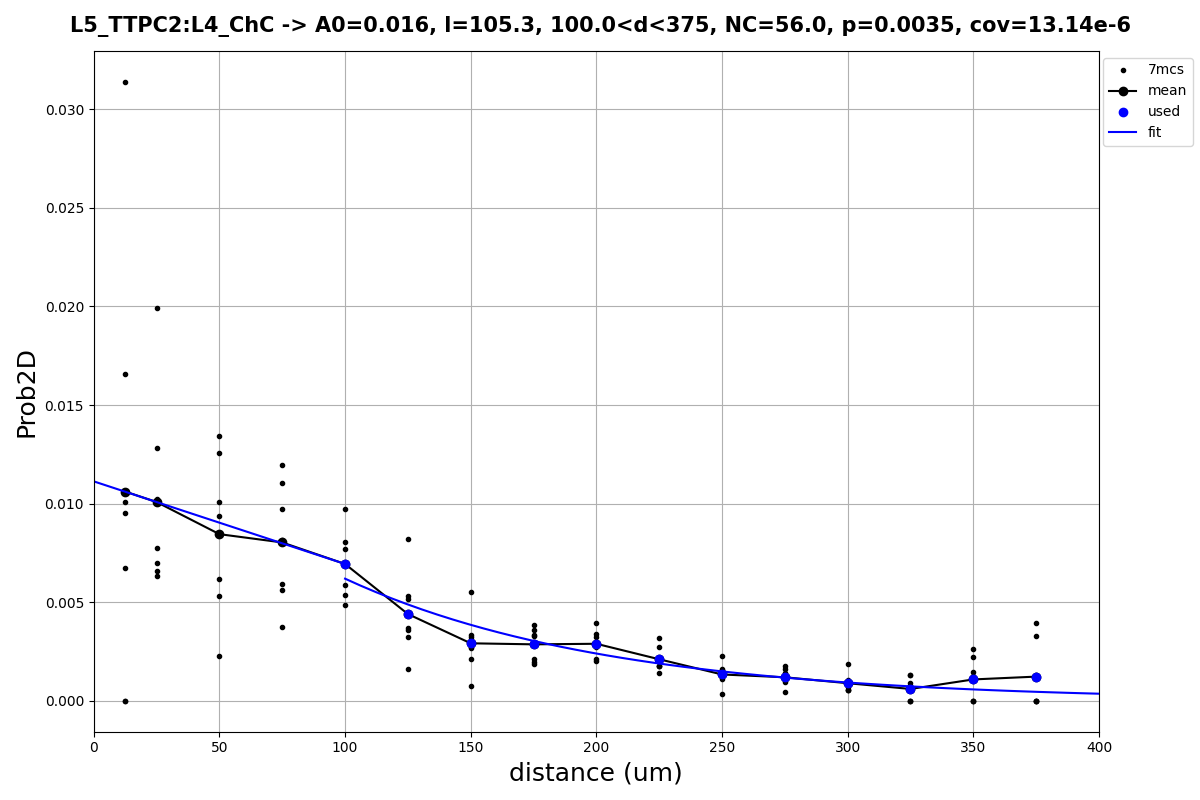 L5_TTPC2:L4_ChC -> A0=0.016, l=105.3, 100.0<d<375, NC=56.0, p=0.0035, cov=13.14e-6
7mcs
mean
used
fit
Prob2D
0.030
0.025
0.020
0.015
0.010
0.005
0.000
0 50 100 150 200 250 300 350 400
distance (um)